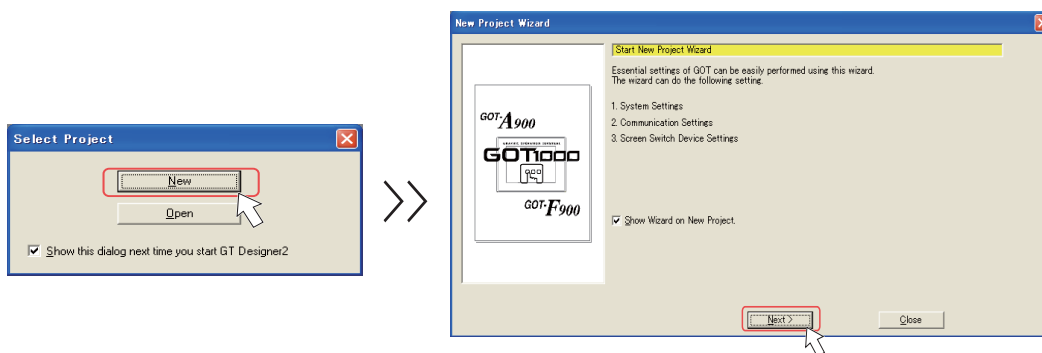 Select Project
New
Open
Show this dialog next time you start GT Designer2
New Project Wizard
Start New Project Wizard
Essential settings of GOT can be easily performed using this wizard.
The wizard can do the following setting.
1. System Settings
2. Communication Settings
3. Screen Switch Device Settings
GOT-A900
GOT1000
GOT-F900
Show Wizard on New Project.
Next >
Close